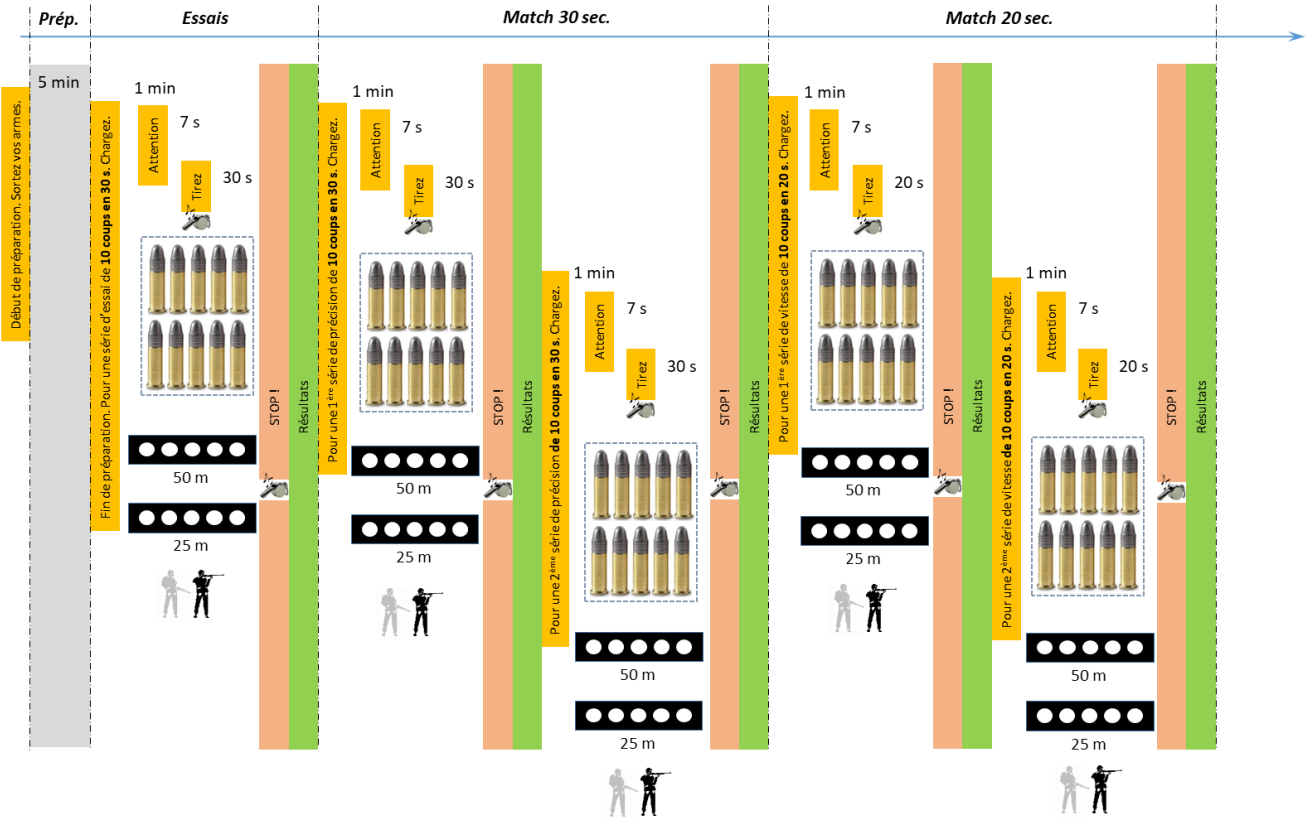 Prép.
Essais
Match 30 sec.
Match 20 sec.
Début de préparation. Sortez vos armes.
5 min
Fin de préparation. Pour une série d'essai de 10 coups en 30 s. Chargez.
1 min
Attention
7 s
Tirez
30 s
50 m
25 m
STOP !
Résultats
Pour une 1ère série de précision de 10 coups en 30 s. Chargez.
1 min
Attention
7 s
Tirez
30 s
50 m
25 m
STOP !
Résultats
Pour une 2ème série de précision de 10 coups en 30 s. Chargez.
1 min
Attention
7 s
Tirez
30 s
50 m
25 m
STOP !
Résultats
Pour une 1ère série de vitesse de 10 coups en 20 s. Chargez.
1 min
Attention
7 s
Tirez
20 s
50 m
25 m
STOP !
Résultats
Pour une 2ème série de vitesse de 10 coups en 20 s. Chargez.
1 min
Attention
7 s
Tirez
20 s
50 m
25 m
STOP !
Résultats